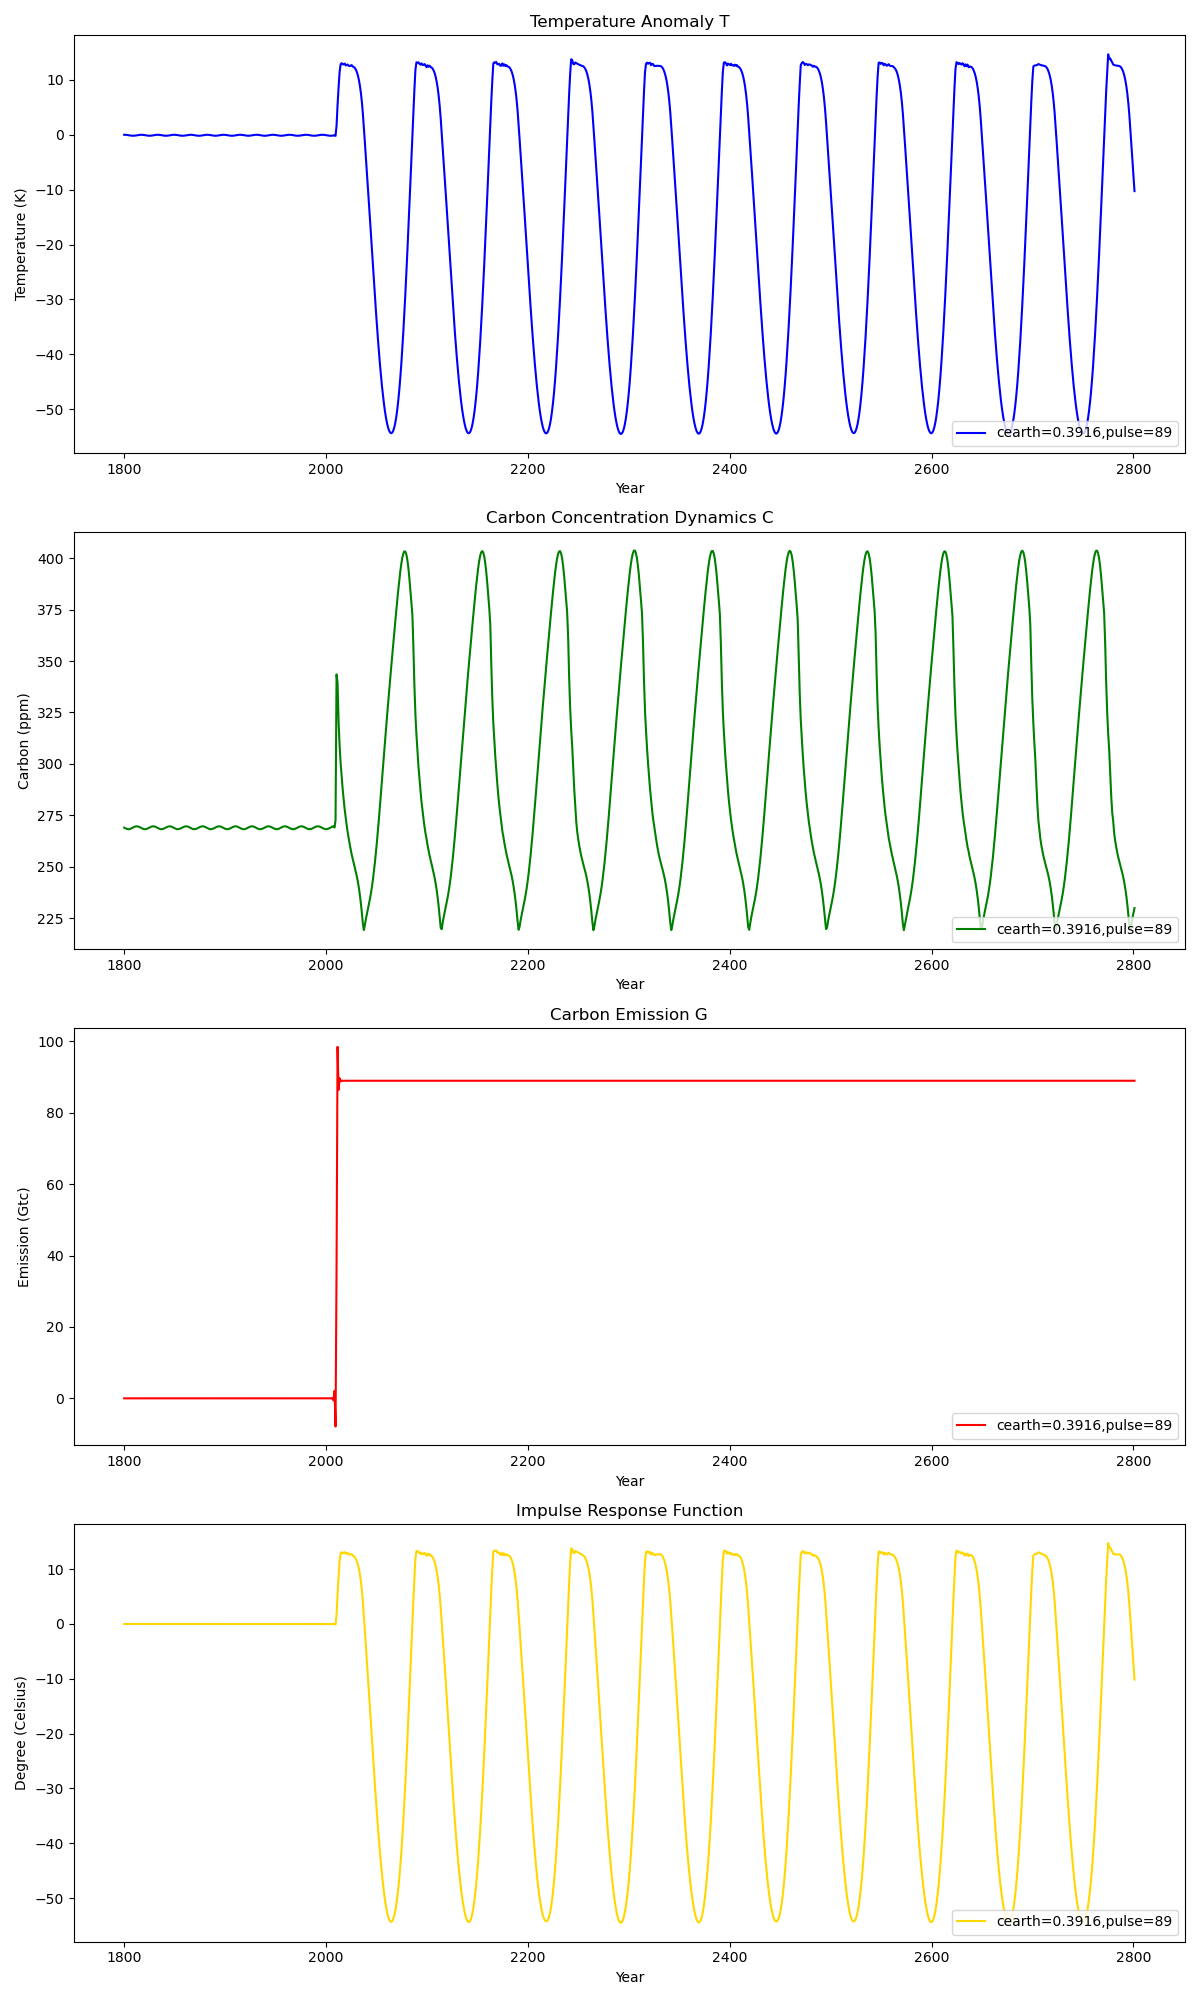 Temperature Anomaly T
10
0
−10
−20
−30
−40
−50
Temperature (K)
1800 2000 2200 2400 2600 2800
Year
cearth=0.3916,pulse=89
Carbon Concentration Dynamics C
400
375
350
325
300
275
250
225
Carbon (ppm)
1800 2000 2200 2400 2600 2800
Year
cearth=0.3916,pulse=89
Carbon Emission G
100
80
60
40
20
0
Emission (Gtc)
1800 2000 2200 2400 2600 2800
Year
cearth=0.3916,pulse=89
Impulse Response Function
10
0
−10
−20
−30
−40
−50
Degree (Celsius)
1800 2000 2200 2400 2600 2800
Year
cearth=0.3916,pulse=89